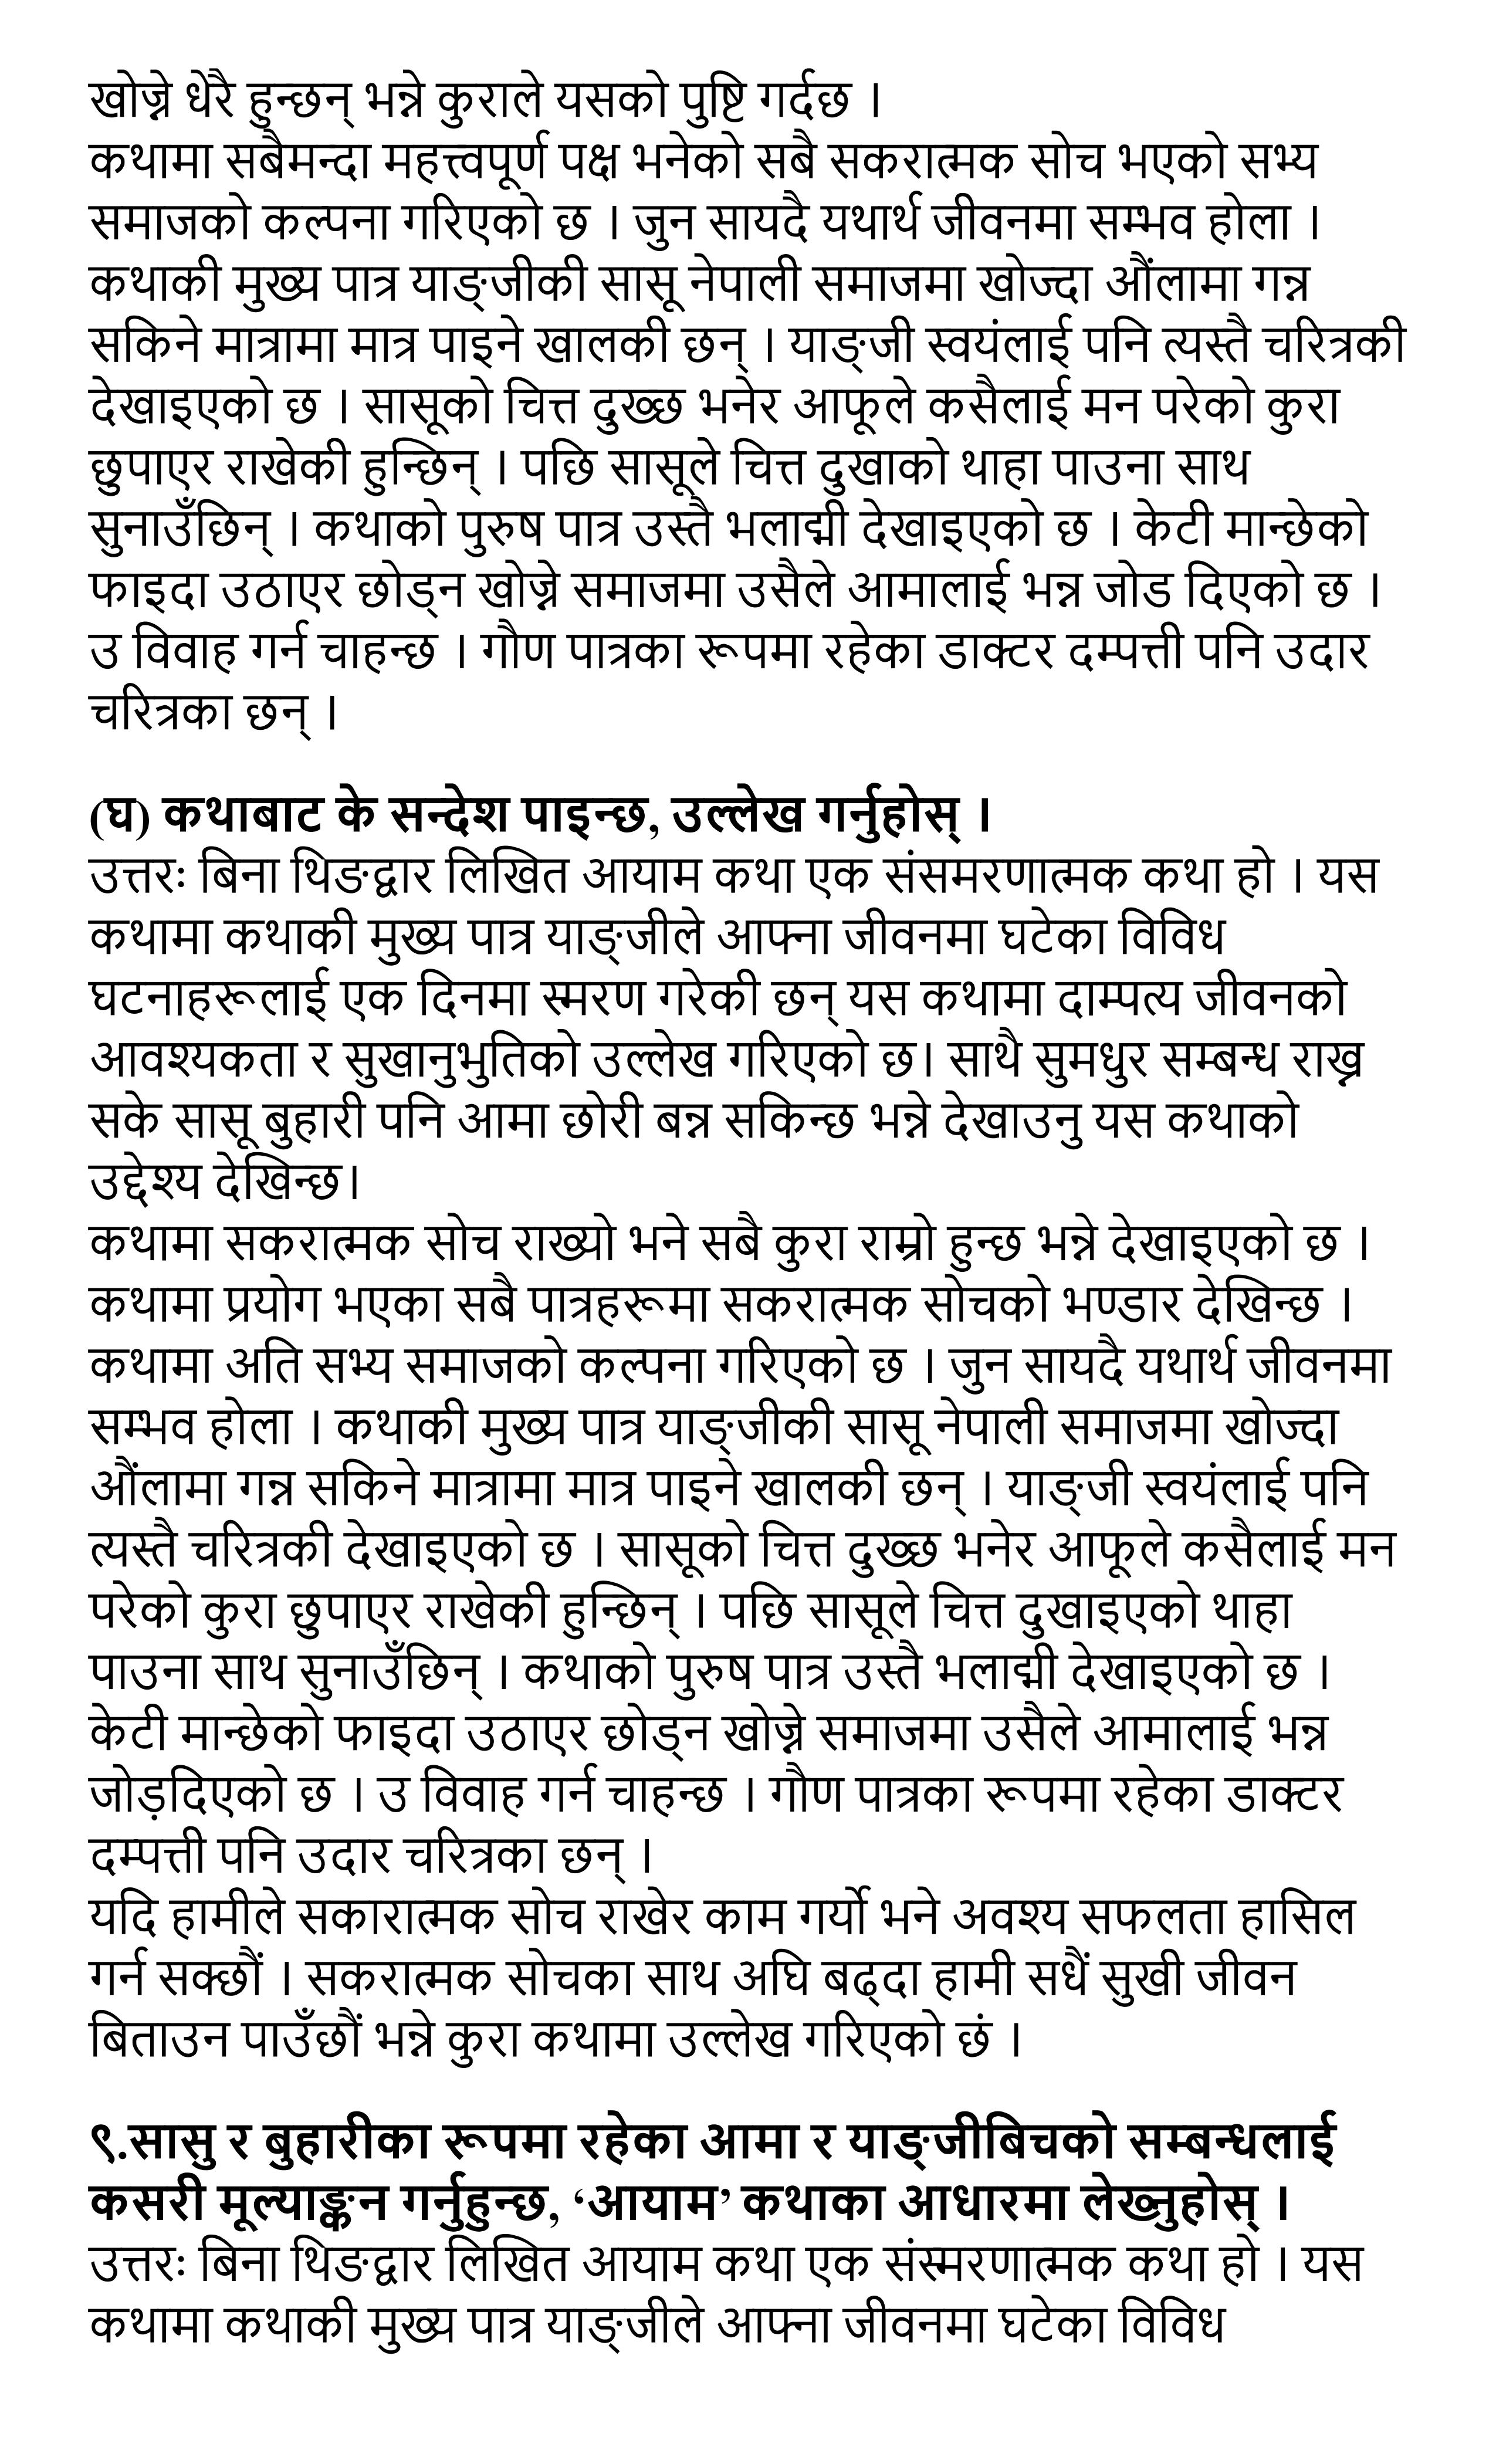 खोज्ने धेरै हुन्छन् भन्ने कुराले यसको पुष्टि गर्दछ ।
कथामा सबैमन्दा महत्त्वपूर्ण पक्ष भनेको सबै सकरात्मक सोच भएको सभ्य
समाजको कल्पना गरिएको छ । जुन सायदै यथार्थ जीवनमा सम्भव होला ।
कथाकी मुख्य पात्र याङ्जीकी सासू नेपाली समाजमा खोज्दा औंलामा गन्न
सकिने मात्रामा मात्र पाइने खालकी छन् । याङ्जी स्वयंलाई पनि त्यस्तै चरित्रकी
देखाइएको छ । सासूको चित्त दुख्छ भनेर आफूले कसैलाई मन परेको कुरा
छुपाएर राखेकी हुन्छिन् । पछि सासूले चित्त दुखाको थाहा पाउना साथ
सुनाउँछिन् । कथाको पुरुष पात्र उस्तै भलाद्मी देखाइएको छ । केटी मान्छेको
फाइदा उठाएर छोड्न खोज्ने समाजमा उसैले आमालाई भन्न जोड दिएको छ ।
उ विवाह गर्न चाहन्छ । गौण पात्रका रूपमा रहेका डाक्टर दम्पत्ती पनि उदार
चरित्रका छन् ।
(घ) कथाबाट के सन्देश पाइन्छ, उल्लेख गर्नुहोस् ।
उत्तरः बिना थिङद्वार लिखित आयाम कथा एक संसमरणात्मक कथा हो । यस
कथामा कथाकी मुख्य पात्र याङ्जीले आफ्ना जीवनमा घटेका विविध
घटनाहरूलाई एक दिनमा स्मरण गरेकी छन् यस कथामा दाम्पत्य जीवनको
आवश्यकता र सुखानुभुतिको उल्लेख गरिएको छ। साथै सुमधुर सम्बन्ध राख्न
सके सासू बुहारी पनि आमा छोरी बन्न सकिन्छ भन्ने देखाउनु यस कथाको
उद्देश्य देखिन्छ।
कथामा सकरात्मक सोच राख्यो भने सबै कुरा राम्रो हुन्छ भन्ने देखाइएको छ ।
कथामा प्रयोग भएका सबै पात्रहरूमा सकरात्मक सोचको भण्डार देखिन्छ ।
कथामा अति सभ्य समाजको कल्पना गरिएको छ । जुन सायदै यथार्थ जीवनमा
सम्भव होला । कथाकी मुख्य पात्र याङ्जीकी सासू नेपाली समाजमा खोज्दा
औंलामा गन्न सकिने मात्रामा मात्र पाइने खालकी छन् । याङ्जी स्वयंलाई पनि
त्यस्तै चरित्रकी देखाइएको छ । सासूको चित्त दुख्छ भनेर आफूले कसैलाई मन
परेको कुरा छुपाएर राखेकी हुन्छिन् । पछि सासूले चित्त दुखाइएको थाहा
पाउना साथ सुनाउँछिन् । कथाको पुरुष पात्र उस्तै भलाद्मी देखाइएको छ ।
केटी मान्छेको फाइदा उठाएर छोड्न खोज्ने समाजमा उसैले आमालाई भन्न
जोड़दिएको छ । उ विवाह गर्न चाहन्छ । गौण पात्रका रूपमा रहेका डाक्टर
दम्पत्ती पनि उदार चरित्रका छन् ।
यदि हामीले सकारात्मक सोच राखेर काम गर्यो भने अवश्य सफलता हासिल
गर्न सक्छौं । सकरात्मक सोचका साथ अघि बढ्दा हामी सधैं सुखी जीवन
बिताउन पाउँछौं भन्ने कुरा कथामा उल्लेख गरिएको छं ।
९.सासु र बुहारीका रूपमा रहेका आमा र याङ्जीबिचको सम्बन्धलाई
कसरी मूल्याङ्कन गर्नुहुन्छ, ‘आयाम’ कथाका आधारमा लेख्नुहोस् ।
उत्तरः बिना थिङद्वार लिखित आयाम कथा एक संस्मरणात्मक कथा हो । यस
कथामा कथाकी मुख्य पात्र याङ्जीले आफ्ना जीवनमा घटेका विविध